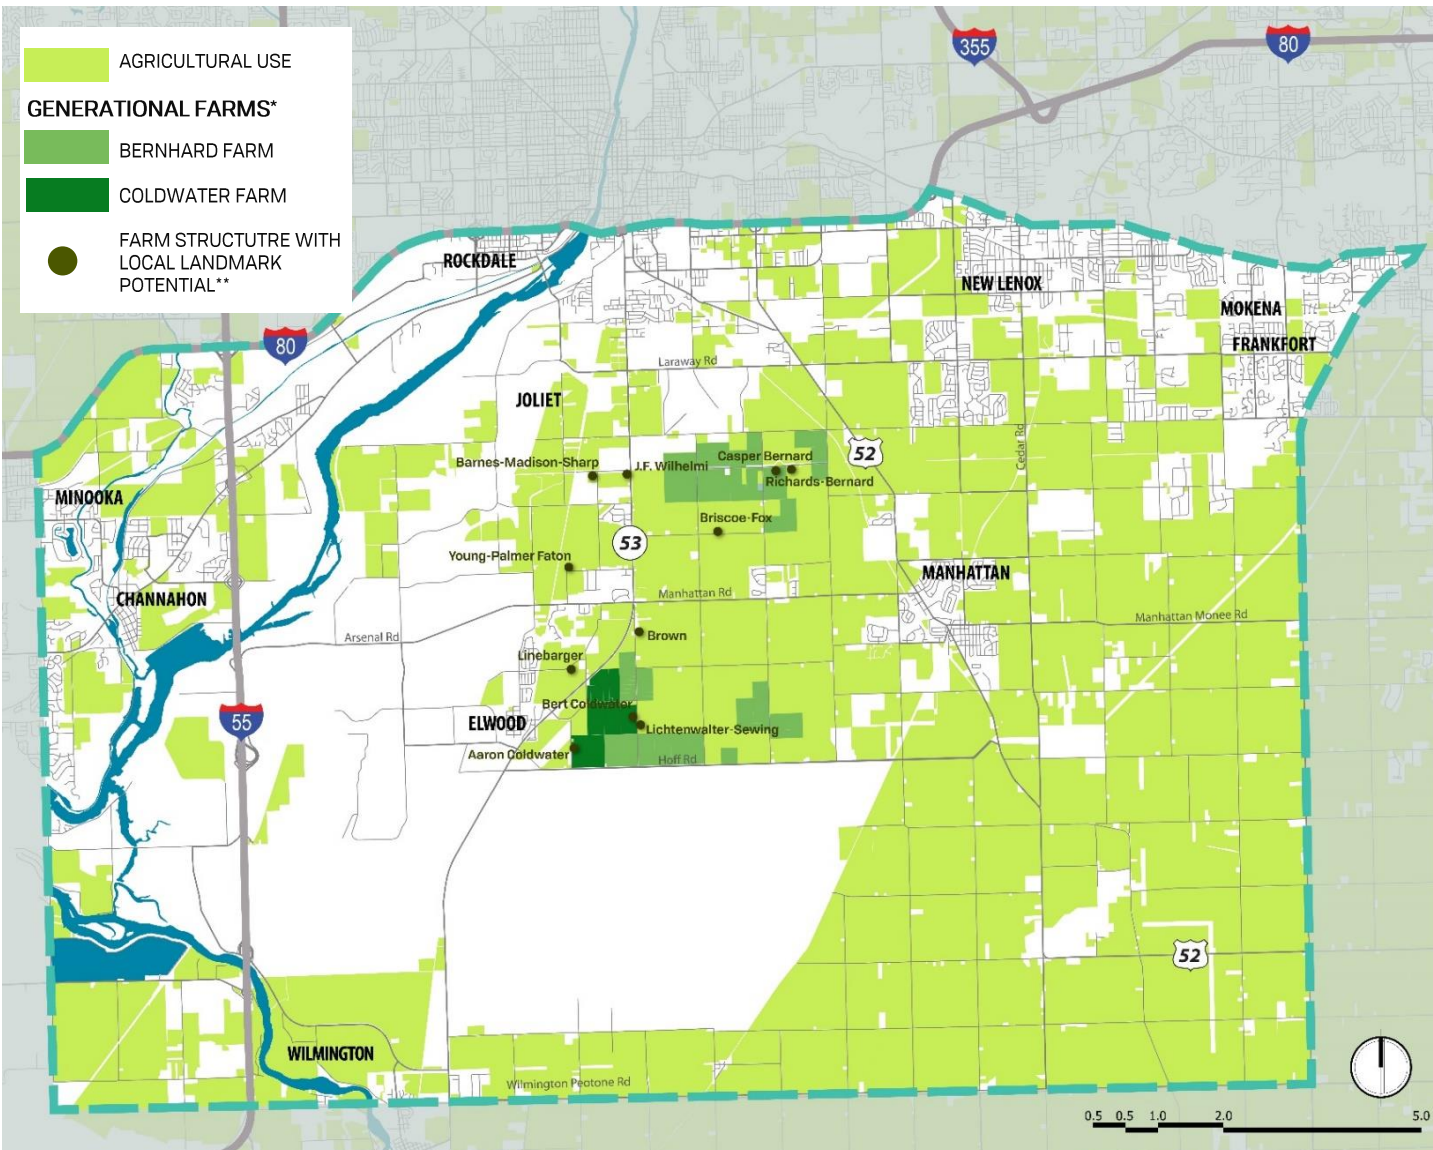 AGRICULTURAL USE
GENERATIONAL FARMS*
BERNHARD FARM
COLDWATER FARM
FARM STRUCTUTRE WITH
LOCAL LANDMARK
POTENTIAL**
355
80
ROCKDALE
NEW LENOX
MOKENA
FRANKFORT
80
Laraway Rd
JOLIET
Cedar Rd
52
Barnes-Madison-Sharp
J.F. Wilhelmi
Casper Bernard
Richards-Bernard
MINOOKA
Briscoe-Fox
53
Young-Palmer Faton
MANHATTAN
CHANNAHON
Manhattan Rd
Manhattan Monee Rd
Arsenal Rd
Brown
Linebarger
Bert Coldwater
55
ELWOOD
Lichtenwalter-Sewing
Aaron Coldwater
Hoff Rd
52
WILMINGTON
Wilmington Peotone Rd
0.5 0.5 1.0 2.0 5.0